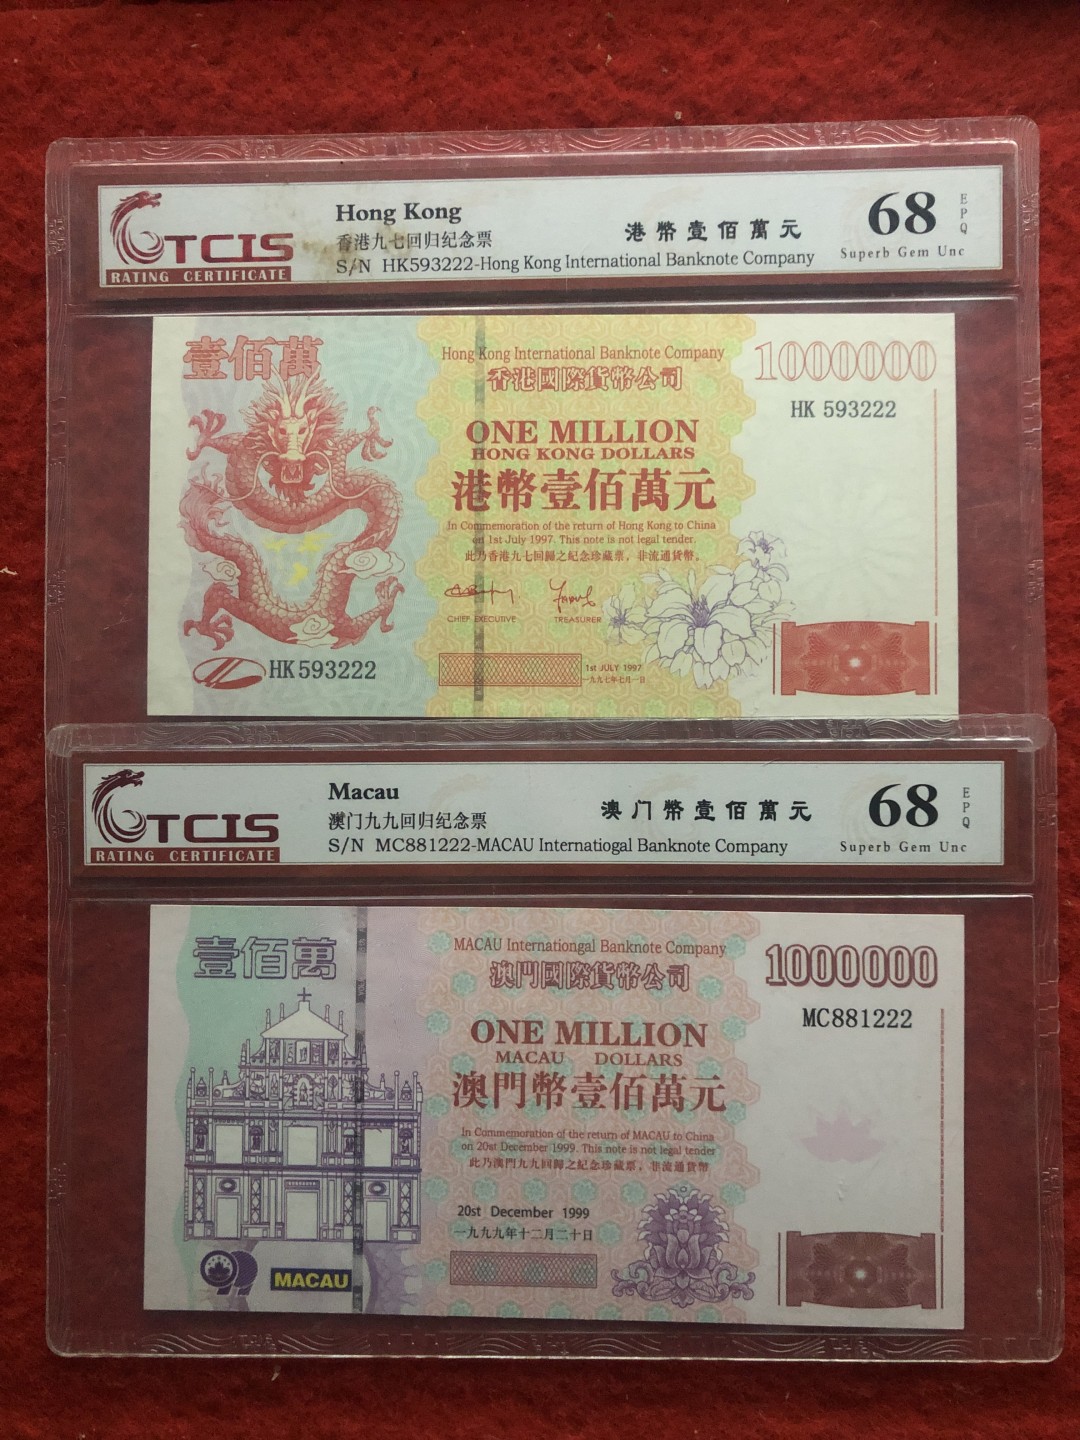 TCIS
RATING CERTIFICATE
Hong Kong
香港九七回归纪念票
S/N HK593222-Hong Kong International Banknote Company
港幣壹佰萬元
68
EPQ
Superb Gem Unc
壹佰萬
Hong Kong International Banknote Company
香港國際貨幣公司
1000000
HK 593222
ONE MILLION
HONG KONG DOLLARS
港幣壹佰萬元
In Commemoration of the return of Hong Kong to China
on 1st July 1997. This note is not legal tender.
此乃香港九七回歸之紀念珍藏票，非流通貨幣。
CHIEF EXECUTIVE
TREASURER
HK 593222
1st JULY 1997
一九九七年七月一日
TCIS
RATING CERTIFICATE
Macau
澳门九九回归纪念票
S/N MC881222-MACAU Internatiogal Banknote Company
澳门幣壹佰萬元
68
EPQ
Superb Gem Unc
壹佰萬
MACAU Internationgal Banknote Company
澳門國際貨幣公司
1000000
MC881222
ONE MILLION
MACAU DOLLARS
澳門幣壹佰萬元
In Commemoration of the return of MACAU to China
on 20st December 1999. This note is not legal tender
此乃澳門九九回歸之紀念珍藏票，非流通貨幣
20st December 1999
一九九九年十二月二十日
99
MACAU